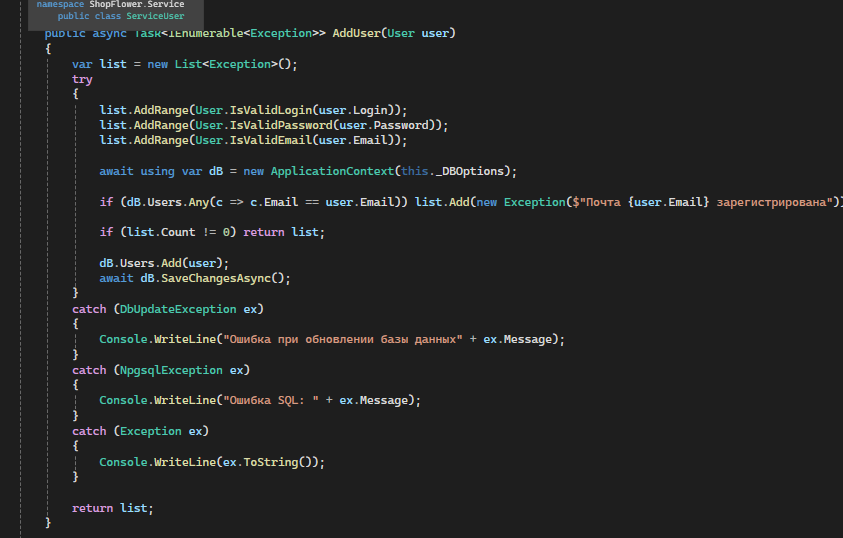 namespace ShopFlower.Service
public class ServiceUser
public async Task<IEnumerable<Exception>> AddUser(User user)
{
var list = new List<Exception>();
try
{
list.AddRange(User.IsValidLogin(user.Login));
list.AddRange(User.IsValidPassword(user.Password));
list.AddRange(User.IsValidEmail(user.Email));
await using var dB = new ApplicationContext(this._DBOptions);
if (dB.Users.Any(c => c.Email == user.Email)) list.Add(new Exception($"Почта {user.Email} зарегистрирована"))
if (list.Count != 0) return list;
dB.Users.Add(user);
await dB.SaveChangesAsync();
}
catch (DbUpdateException ex)
{
Console.WriteLine("Ошибка при обновлении базы данных" + ex.Message);
}
catch (NpgsqlException ex)
{
Console.WriteLine("Ошибка SQL: " + ex.Message);
}
catch (Exception ex)
{
Console.WriteLine(ex.ToString());
}
return list;
}